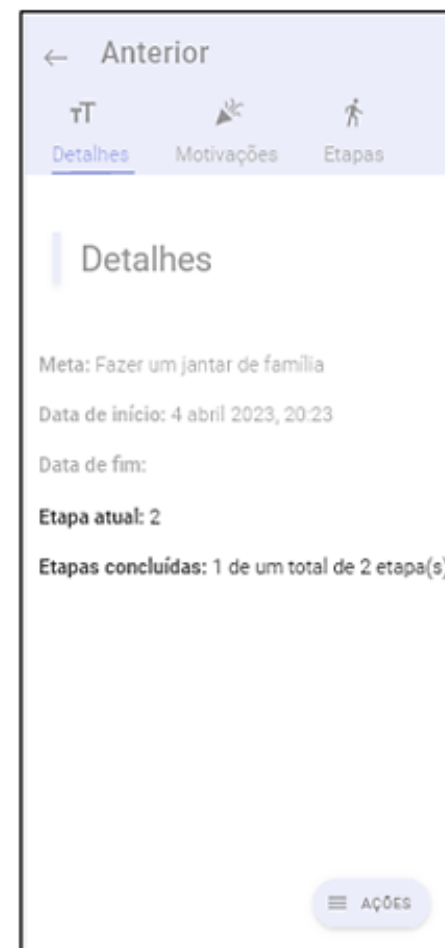 ← Anterior
Detalhes Motivações Etapas
Detalhes
Meta: Fazer um jantar de família
Data de início: 4 abril 2023, 20:23
Data de fim:
Etapa atual: 2
Etapas concluídas: 1 de um total de 2 etapa(s)
AÇÕES